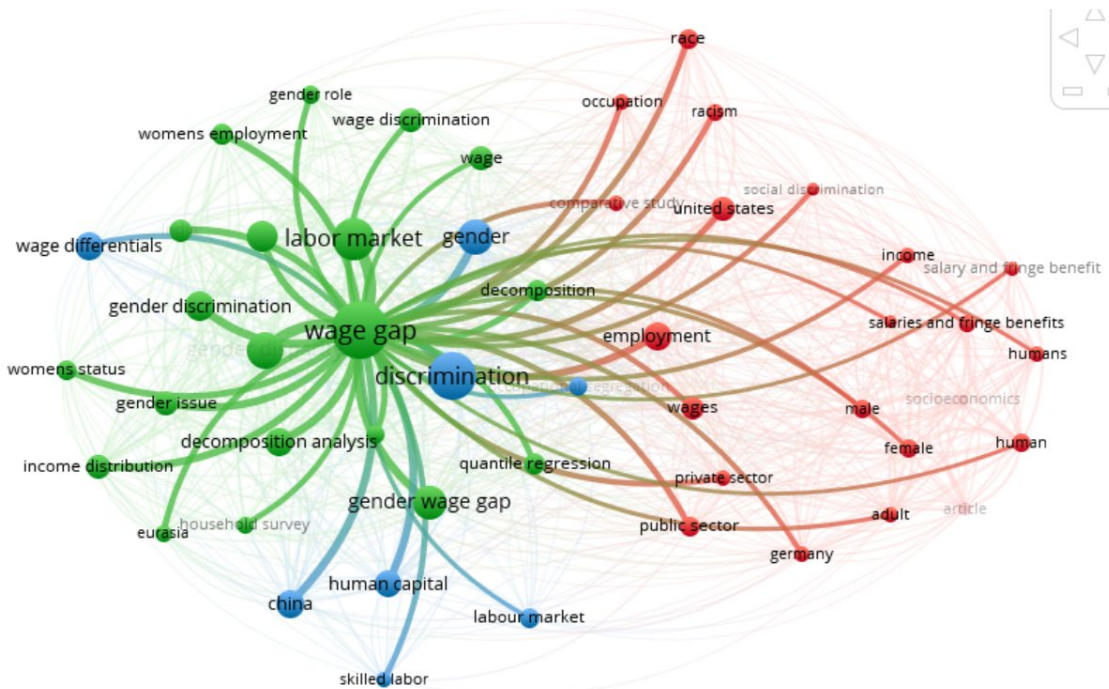 race
gender role
occupation
racism
wage discrimination
womens employment
wage
social discrimination
comparative study
united states
labor market
gender
wage differentials
income
salary and fringe benefit
decomposition
gender discrimination
wage gap
salaries and fringe benefits
employment
humans
womens status
discrimination
socioeconomics
gender issue
wages
male
decomposition analysis
female
human
income distribution
quantile regression
private sector
gender wage gap
article
household survey
public sector
adult
eurasia
germany
human capital
china
labour market
skilled labor